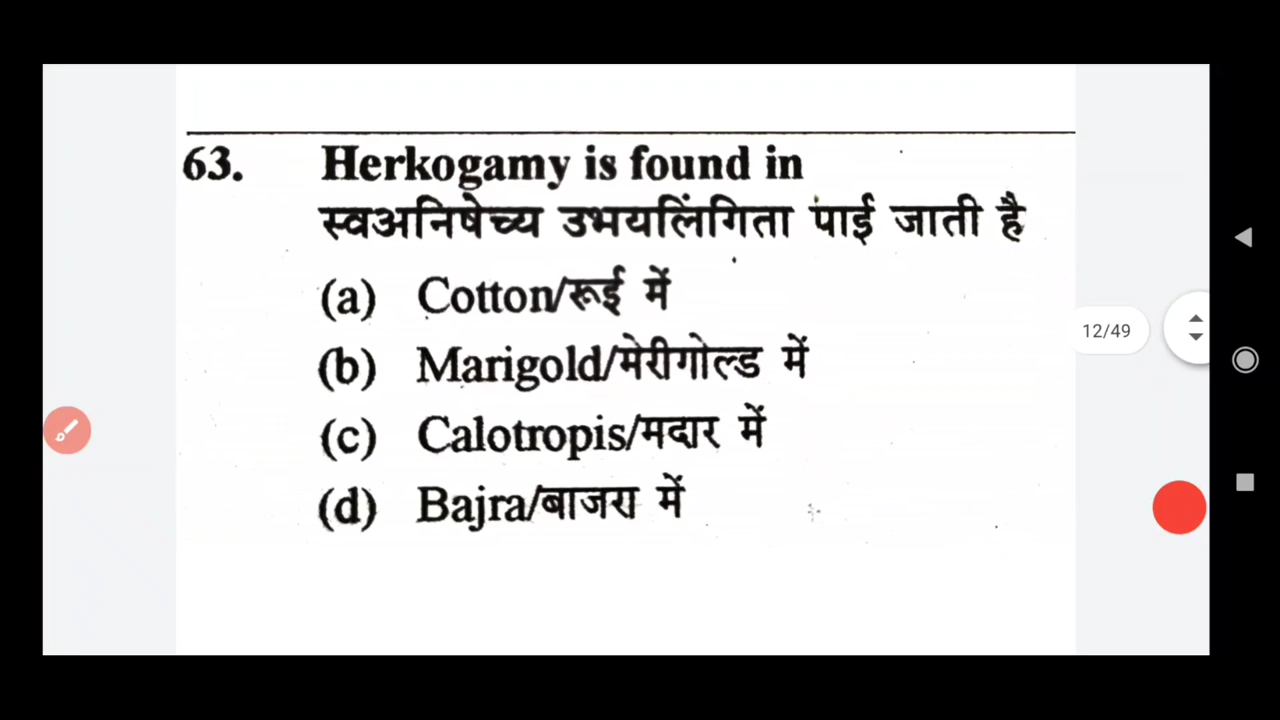 63. Herkogamy is found in
स्वअनिषेच्य उभयलिंगिता पाई जाती है
(a) Cotton/रूई में
(b) Marigold/मेरीगोल्ड में
12/49
(c) Calotropis/मदार में
(d) Bajra/बाजरा में